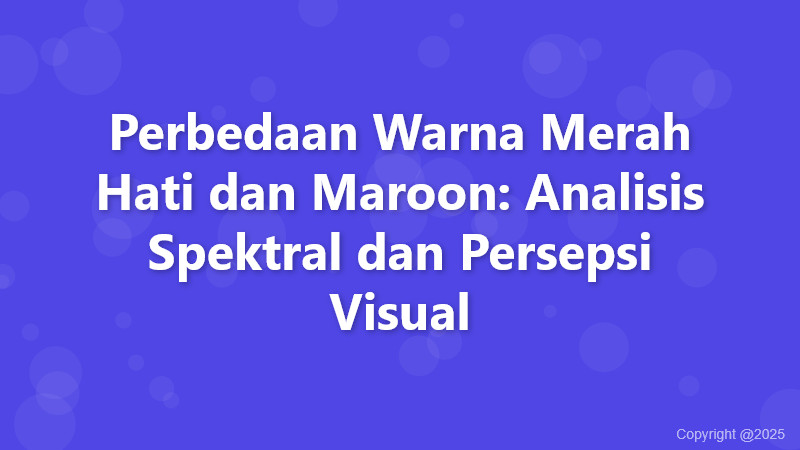 Perbedaan Warna Merah
Hati dan Maroon: Analisis
Spektral dan Persepsi
Visual
Copyright @2025